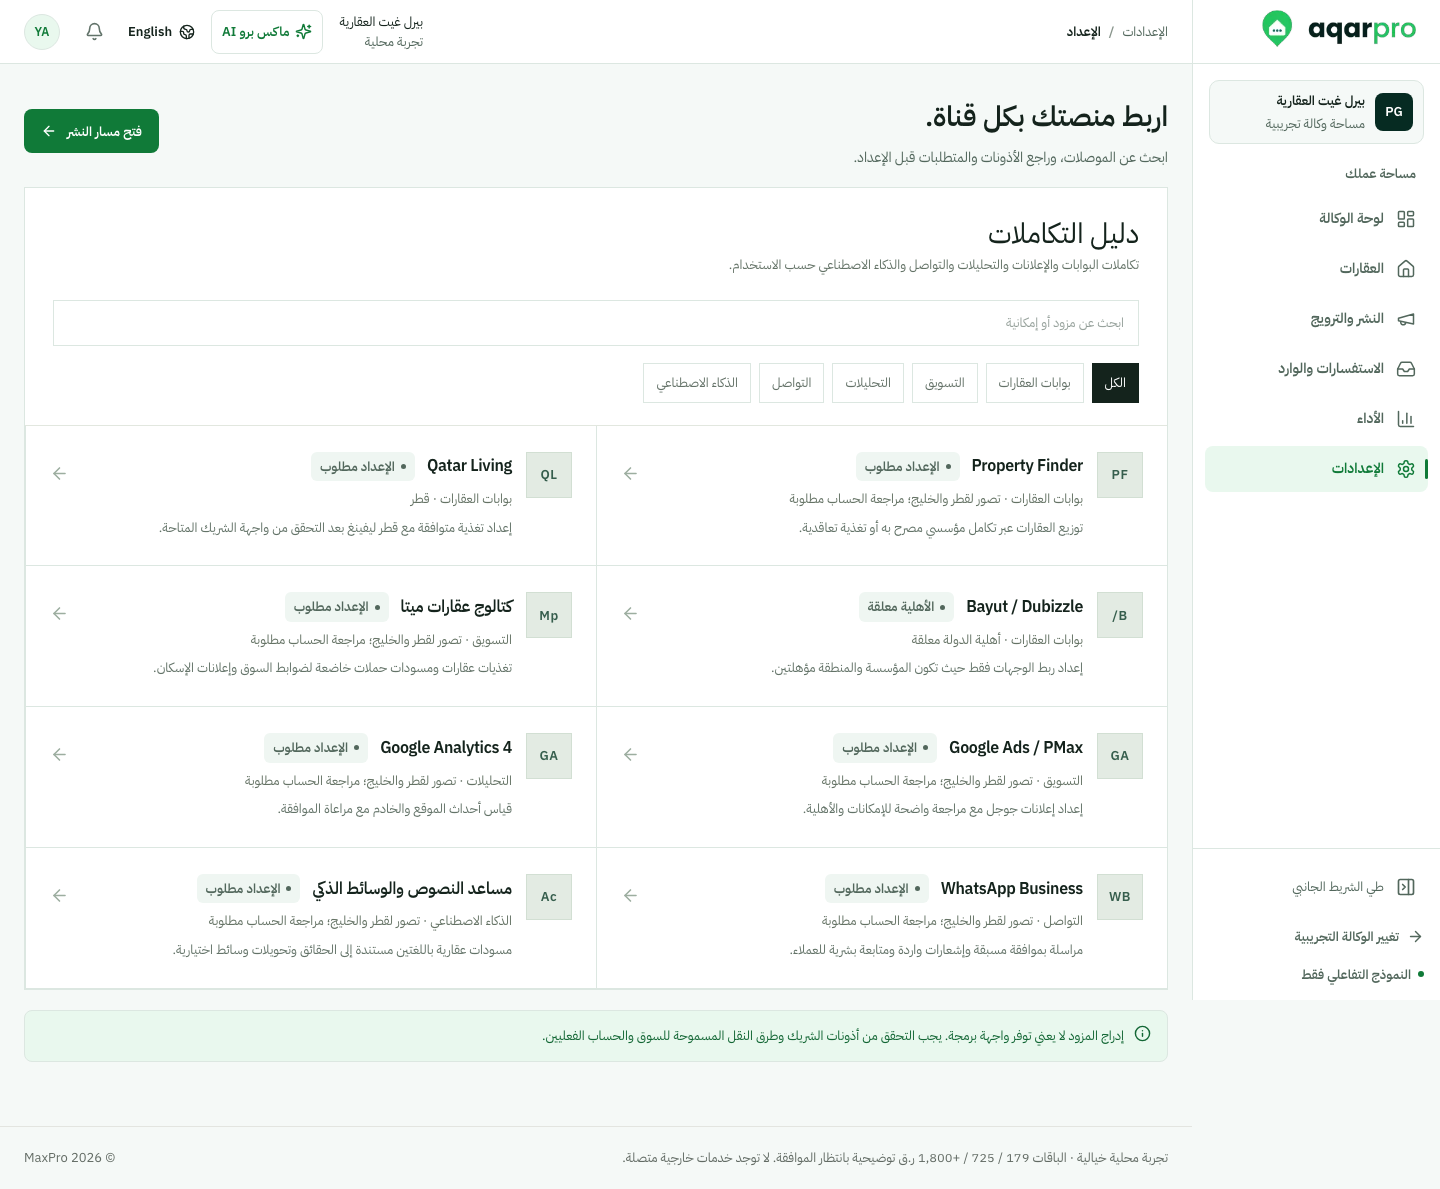 aqarpro
الإعدادات / الإعداد
بيرل غيت العقارية
تجربة محلية
ماكس برو AI
English
YA
PG
بيرل غيت العقارية
مساحة وكالة تجريبية
مساحة عملك
لوحة الوكالة
العقارات
النشر والترويج
الاستفسارات والوارد
الأداء
الإعدادات
طي الشريط الجانبي
تغيير الوكالة التجريبية
النموذج التفاعلي فقط
اربط منصتك بكل قناة.
ابحث عن الموصلات، وراجع الأذونات والمتطلبات قبل الإعداد.
فتح مسار النشر
دليل التكاملات
تكاملات البوابات والإعلانات والتحليلات والتواصل والذكاء الاصطناعي حسب الاستخدام.
ابحث عن مزود أو إمكانية
الكل
بوابات العقارات
التسويق
التحليلات
التواصل
الذكاء الاصطناعي
PF
Property Finder
الإعداد مطلوب
بوابات العقارات · تصور لقطر والخليج؛ مراجعة الحساب مطلوبة
توزيع العقارات عبر تكامل مؤسسي مصرح به أو تغذية تعاقدية.
QL
Qatar Living
الإعداد مطلوب
بوابات العقارات · قطر
إعداد تغذية متوافقة مع قطر ليفينغ بعد التحقق من واجهة الشريك المتاحة.
B/
Bayut / Dubizzle
الأهلية معلقة
بوابات العقارات · أهلية الدولة معلقة
إعداد ربط الوجهات فقط حيث تكون المؤسسة والمنطقة مؤهلتين.
Mp
كتالوج عقارات ميتا
الإعداد مطلوب
التسويق · تصور لقطر والخليج؛ مراجعة الحساب مطلوبة
تغذيات عقارات ومسودات حملات خاضعة لضوابط السوق وإعلانات الإسكان.
GA
Google Ads / PMax
الإعداد مطلوب
التسويق · تصور لقطر والخليج؛ مراجعة الحساب مطلوبة
إعداد إعلانات جوجل مع مراجعة واضحة للإمكانات والأهلية.
GA
Google Analytics 4
الإعداد مطلوب
التحليلات · تصور لقطر والخليج؛ مراجعة الحساب مطلوبة
قياس أحداث الموقع والخادم مع مراعاة الموافقة.
WB
WhatsApp Business
الإعداد مطلوب
التواصل · تصور لقطر والخليج؛ مراجعة الحساب مطلوبة
مراسلة بموافقة مسبقة وإشعارات واردة ومتابعة بشرية للعملاء.
Ac
مساعد النصوص والوسائط الذكي
الإعداد مطلوب
الذكاء الاصطناعي · تصور لقطر والخليج؛ مراجعة الحساب مطلوبة
مسودات عقارية باللغتين مستندة إلى الحقائق وتحويلات وسائط اختيارية.
إدراج المزود لا يعني توفر واجهة برمجة. يجب التحقق من أذونات الشريك وطرق النقل المسموحة للسوق والحساب الفعليين.
تجربة محلية خيالية · الباقات 179 / 725 / +1,800 ر.ق توضيحية بانتظار الموافقة. لا توجد خدمات خارجية متصلة.
© 2026 MaxPro